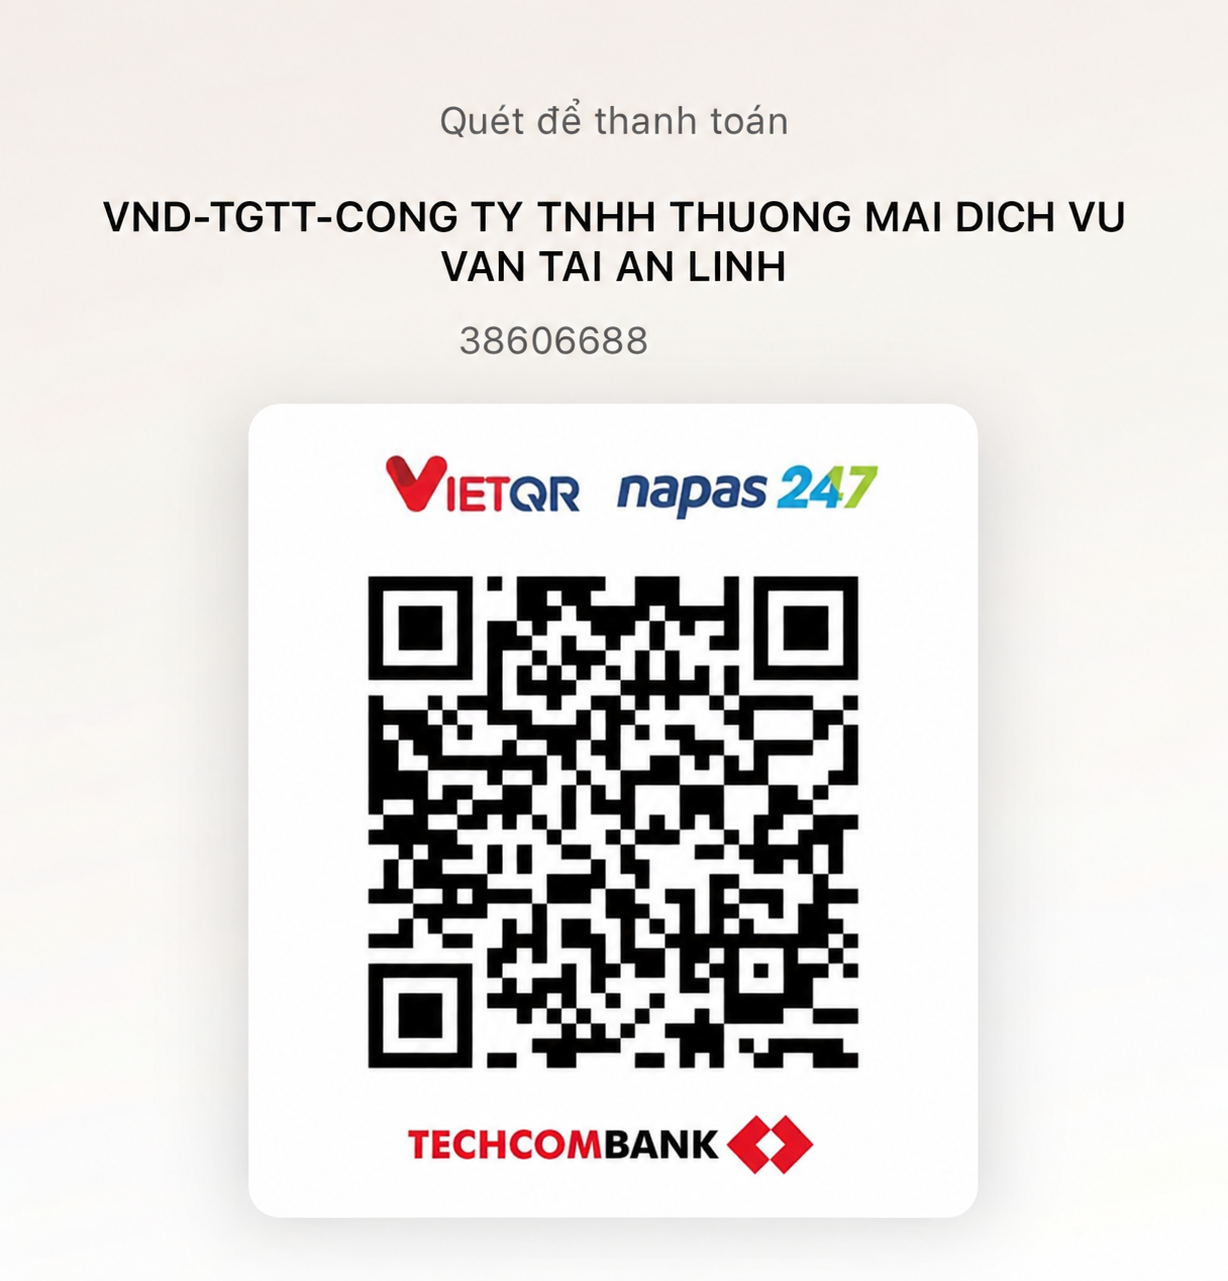 Quét để thanh toán
VND-TGTT-CONG TY TNHH THUONG MAI DICH VU
VAN TAI AN LINH
38606688
VIETQR napas 247
TECHCOMBANK